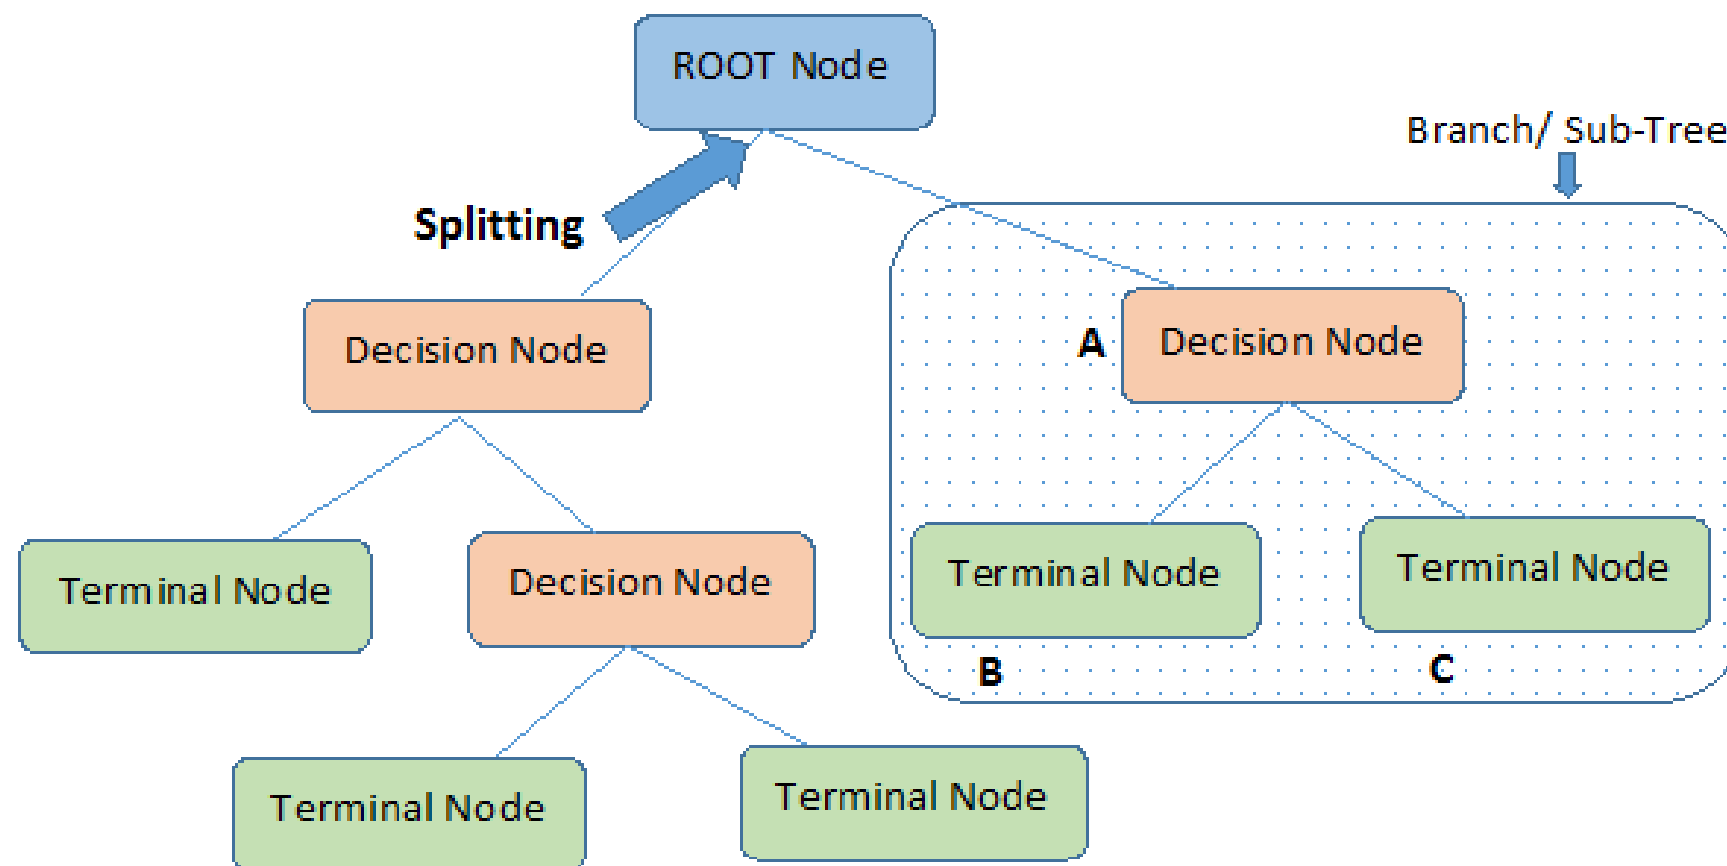 ROOT Node
Branch/ Sub-Tree
Splitting
Decision Node
A
Decision Node
Terminal Node
Decision Node
Terminal Node
Terminal Node
B
C
Terminal Node
Terminal Node